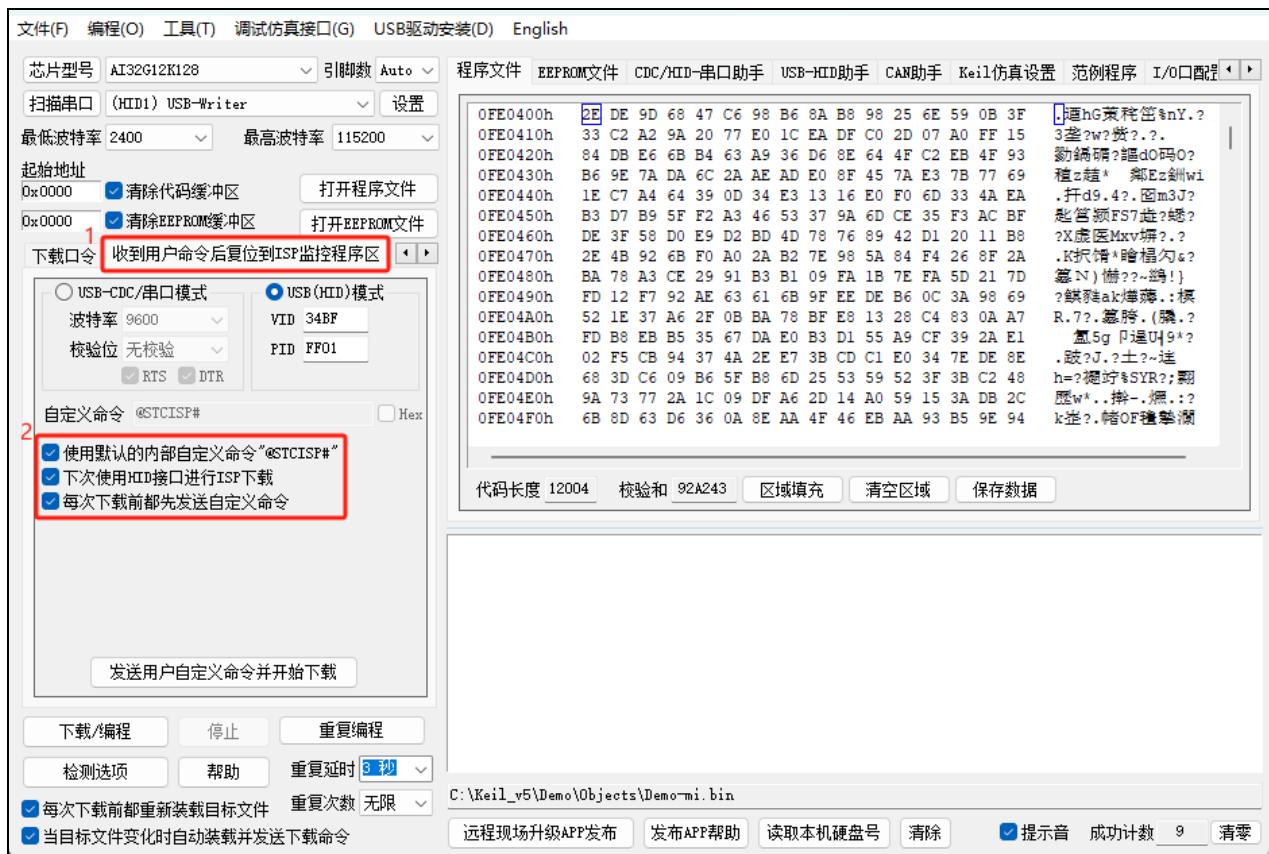 文件(F) 编程(O) 工具(T) 调试仿真接口(G) USB驱动安装(D) English
芯片型号 AI32G12K128 引脚数 Auto
扫描串口 (HID1) USB-Writer 设置
最低波特率 2400 最高波特率 115200
起始地址
0x0000 清除代码缓冲区 打开程序文件
0x0000 清除EEPROM缓冲区 打开EEPROM文件
1
下载口令 收到用户命令后复位到ISP监控程序区
USB-CDC/串口模式 USB(HID)模式
波特率 9600 VID 34BF
校验位 无校验 PID FF01
RTS DTR
自定义命令 @STCISP# Hex
2
使用默认的内部自定义命令"@STCISP#"
下次使用HID接口进行ISP下载
每次下载前都先发送自定义命令
发送用户自定义命令并开始下载
下载/编程 停止 重复编程
检测选项 帮助 重复延时 3 秒
每次下载前都重新装载目标文件 重复次数 无限
当目标文件变化时自动装载并发送下载命令
程序文件 EEPROM文件 CDC/HID-串口助手 USB-HID助手 CAN助手 Keil仿真设置 范例程序 I/O口配
0FE0400h 2E DE 9D 68 47 C6 98 B6 8A B8 98 25 6E 59 0B 3F
0FE0410h 33 C2 A2 9A 20 77 E0 1C EA DF C0 2D 07 A0 FF 15
0FE0420h 84 DB E6 6B B4 63 A9 36 D6 8E 64 4F C2 EB 4F 93
0FE0430h B6 9E 7A DA 6C 2A AE AD E0 8F 45 7A E3 7B 77 69
0FE0440h 1E C7 A4 64 39 0D 34 E3 13 16 E0 F0 6D 33 4A EA
0FE0450h B3 D7 B9 5F F2 A3 46 53 37 9A 6D CE 35 F3 AC BF
0FE0460h DE 3F 58 D0 E9 D2 BD 4D 78 76 89 42 D1 20 11 B8
0FE0470h 2E 4B 92 6B F0 A0 2A B2 7E 98 5A 84 F4 26 8F 2A
0FE0480h BA 78 A3 CE 29 91 B3 B1 09 FA 1B 7E FA 5D 21 7D
0FE0490h FD 12 F7 92 AE 63 61 6B 9F EE DE B6 0C 3A 98 69
0FE04A0h 52 1E 37 A6 2F 0B BA 78 BF E8 13 28 C4 83 0A A7
0FE04B0h FD B8 EB B5 35 67 DA E0 B3 D1 55 A9 CF 39 2A E1
0FE04C0h 02 F5 CB 94 37 4A 2E E7 3B CD C1 E0 34 7E DE 8E
0FE04D0h 68 3D C6 09 B6 5F B8 6D 25 53 59 52 3F 3B C2 48
0FE04E0h 9A 73 77 2A 1C 09 DF A6 2D 14 A0 59 15 3A DB 2C
0FE04F0h 6B 8D 63 D6 36 0A 8E AA 4F 46 EB AA 93 B5 9E 94
代码长度 12004 校验和 92A243 区域填充 清空区域 保存数据
C:\Keil_v5\Demo\Objects\Demo-mi.bin
远程现场升级APP发布 发布APP帮助 读取本机硬盘号 清除 提示音 成功计数 9 清零